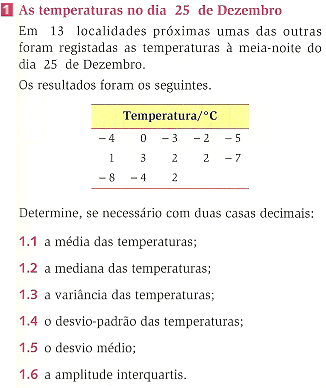 1 As temperaturas no dia 25 de Dezembro
Em 13 localidades próximas umas das outras
foram registadas as temperaturas à meia-noite do
dia 25 de Dezembro.
Os resultados foram os seguintes.
Temperatura/°C
−4 0 −3 −2 −5
1 3 2 2 −7
−8 −4 2
Determine, se necessário com duas casas decimais:
1.1 a média das temperaturas;
1.2 a mediana das temperaturas;
1.3 a variância das temperaturas;
1.4 o desvio-padrão das temperaturas;
1.5 o desvio médio;
1.6 a amplitude interquartis.